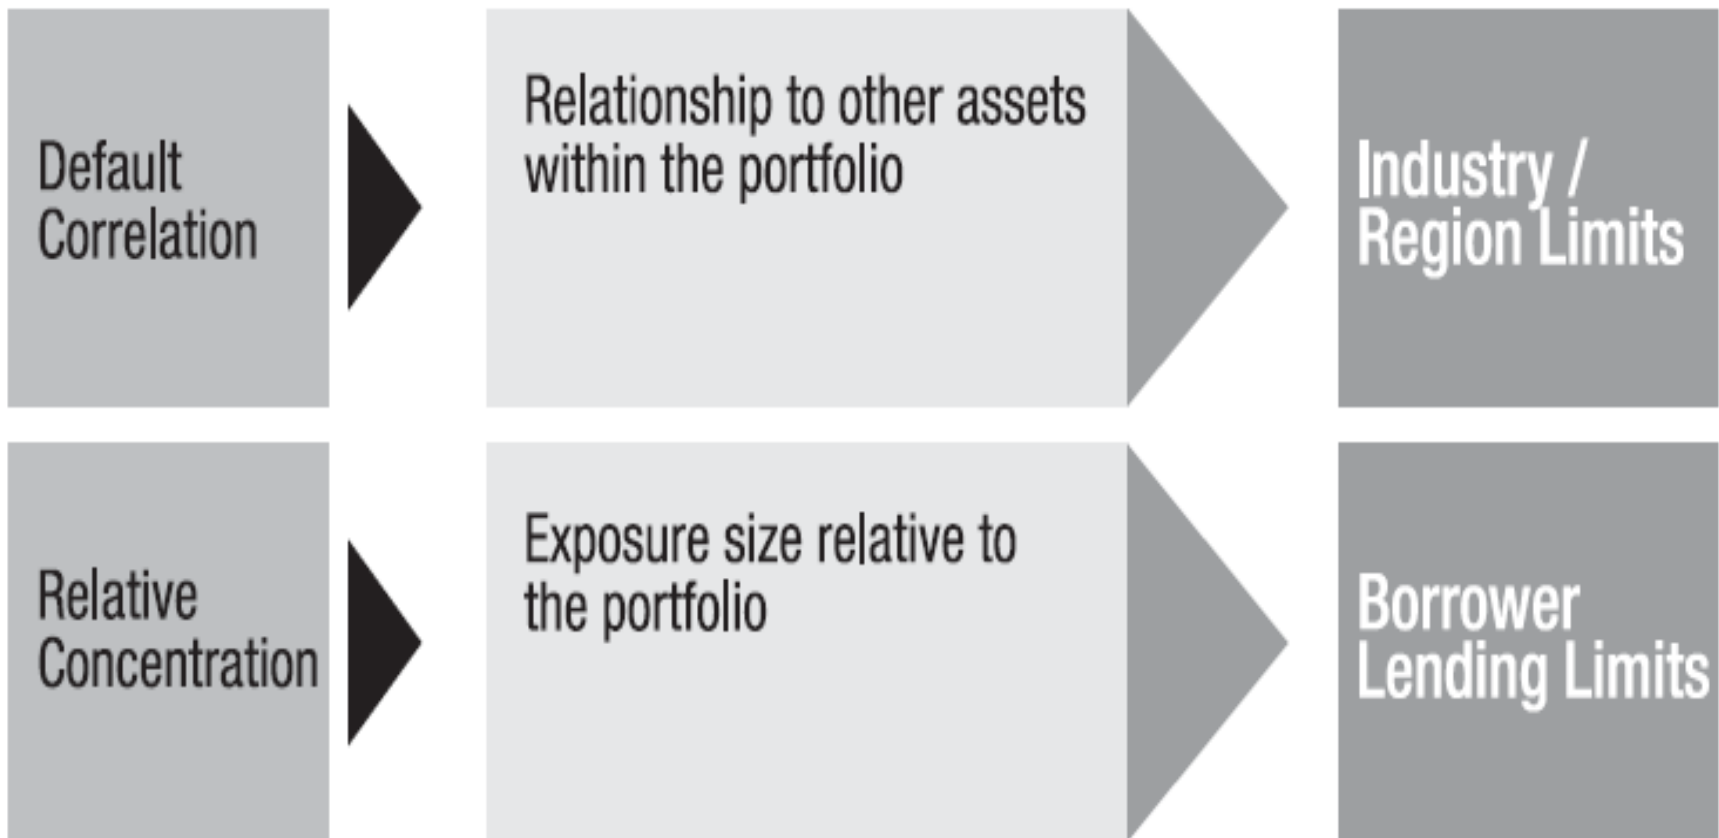 Default
Correlation
Relationship to other assets
within the portfolio
Industry /
Region Limits
Relative
Concentration
Exposure size relative to
the portfolio
Borrower
Lending Limits